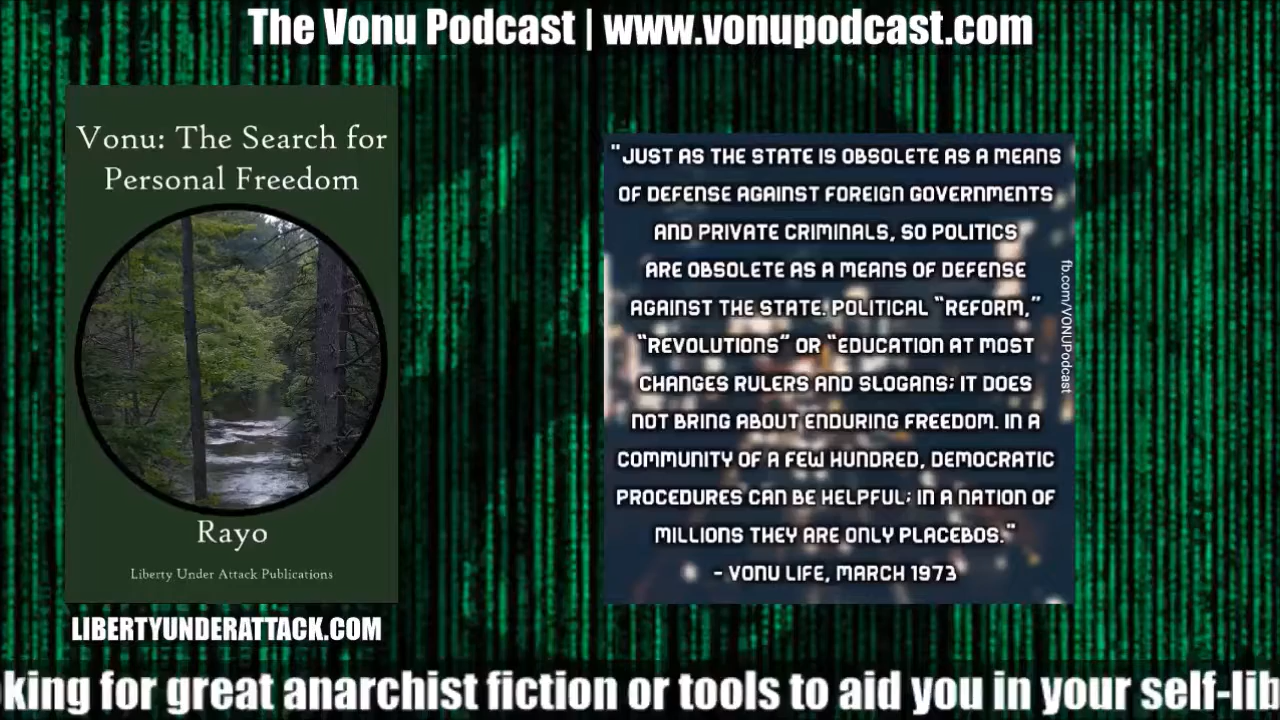 The Vonu Podcast | www.vonupodcast.com
Vonu: The Search for
Personal Freedom
Rayo
Liberty Under Attack Publications
LIBERTYUNDERATTACK.COM
"JUST AS THE STATE IS OBSOLETE AS A MEANS
OF DEFENSE AGAINST FOREIGN GOVERNMENTS
AND PRIVATE CRIMINALS, SO POLITICS
ARE OBSOLETE AS A MEANS OF DEFENSE
AGAINST THE STATE. POLITICAL “REFORM,”
“REVOLUTIONS” OR “EDUCATION AT MOST
CHANGES RULERS AND SLOGANS; IT DOES
NOT BRING ABOUT ENDURING FREEDOM. IN A
COMMUNITY OF A FEW HUNDRED, DEMOCRATIC
PROCEDURES CAN BE HELPFUL; IN A NATION OF
MILLIONS THEY ARE ONLY PLACEBOS."
- VONU LIFE, MARCH 1973
fb.com/VONUPodcast
king for great anarchist fiction or tools to aid you in your self-lib